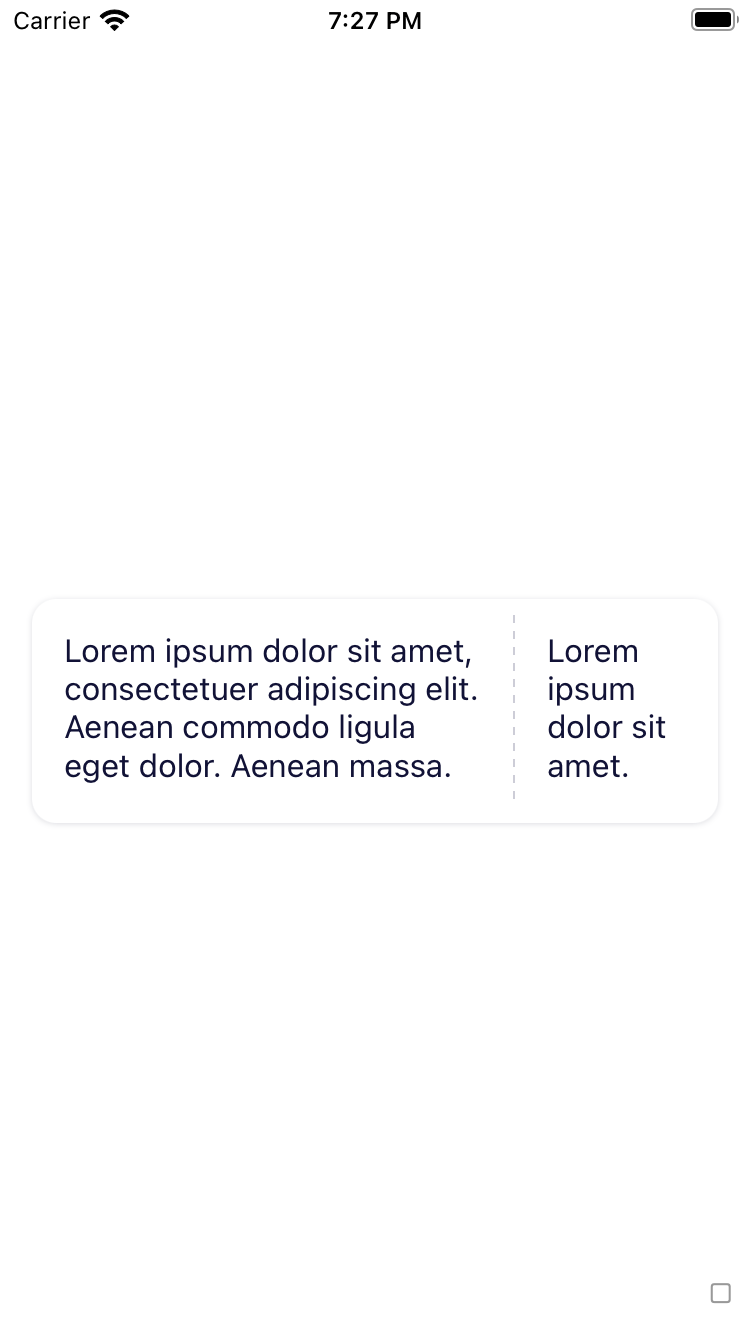 Carrier 7:27 PM
Lorem ipsum dolor sit amet,
consectetuer adipiscing elit.
Aenean commodo ligula
eget dolor. Aenean massa.
Lorem
ipsum
dolor sit
amet.